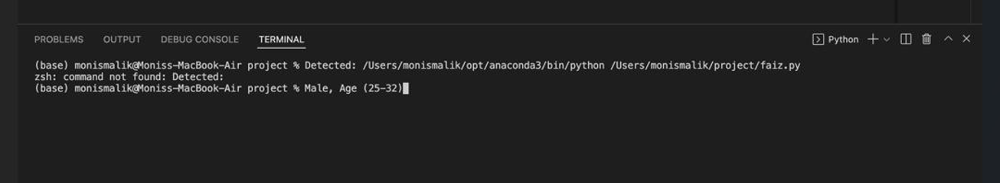 PROBLEMS OUTPUT DEBUG CONSOLE TERMINAL Python
(base) monismalik@Moniss-MacBook-Air project % Detected: /Users/monismalik/opt/anaconda3/bin/python /Users/monismalik/project/faiz.py
zsh: command not found: Detected:
(base) monismalik@Moniss-MacBook-Air project % Male, Age (25-32)